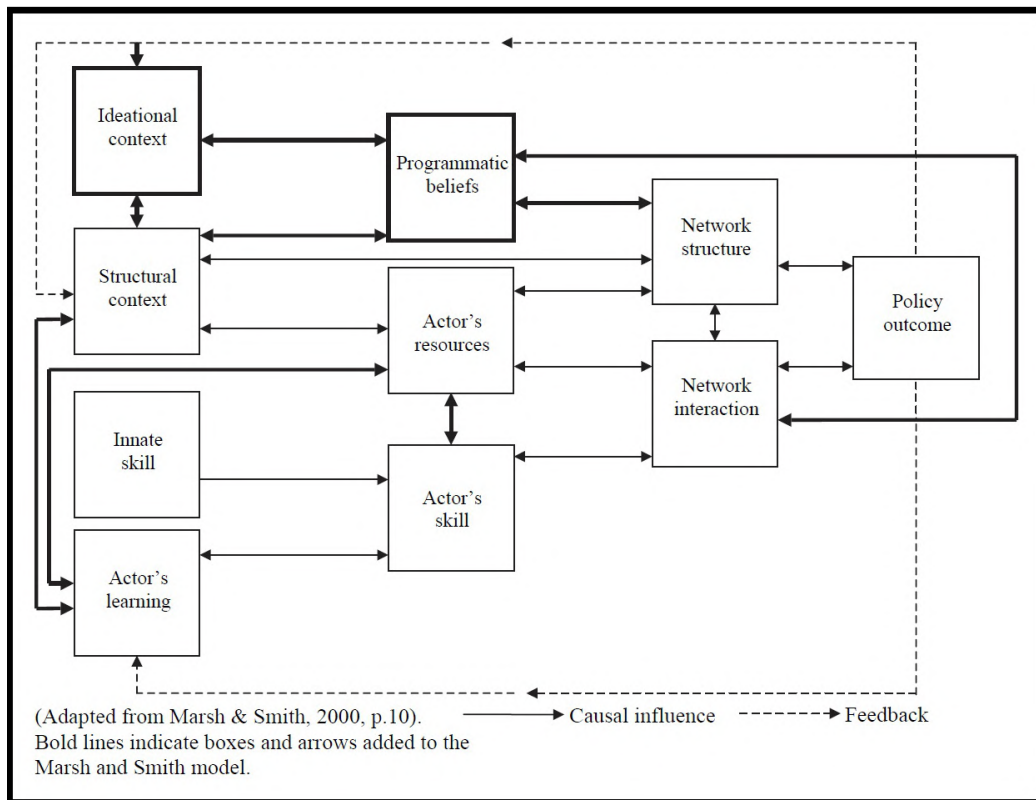 Ideational
context
Programmatic
beliefs
Network
structure
Structural
context
Policy
outcome
Actor’s
resources
Network
interaction
Innate
skill
Actor’s
skill
Actor’s
learning
(Adapted from Marsh & Smith, 2000, p.10).
Causal influence
Feedback
Bold lines indicate boxes and arrows added to the
Marsh and Smith model.